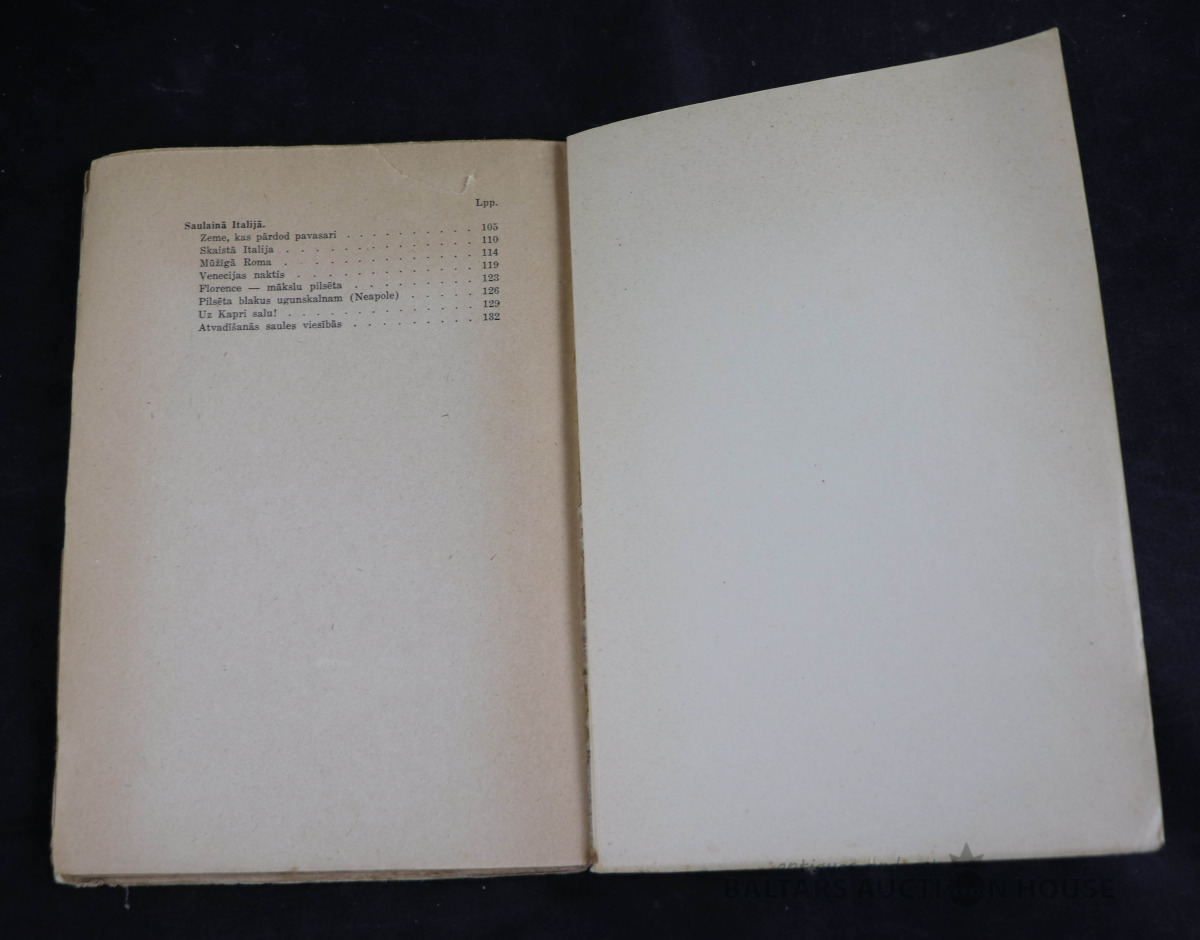 Lpp.
Saulainā Italijā.
Zeme, kas pārdod pavasari . . . . . . . . . 105
Skaistā Italija . . . . . . . . . . . . . 110
Mūžīgā Roma . . . . . . . . . . . . . 114
Venecijas naktis . . . . . . . . . . . . 119
Florence — mākslu pilsēta . . . . . . . . 123
Pilsēta blakus ugunskalnam (Neapole) . . . . . 126
Uz Kapri salu! . . . . . . . . . . . . . 129
Atvadīšanās saules viesībās . . . . . . . . 132
BALTARS AUCTION HOUSE